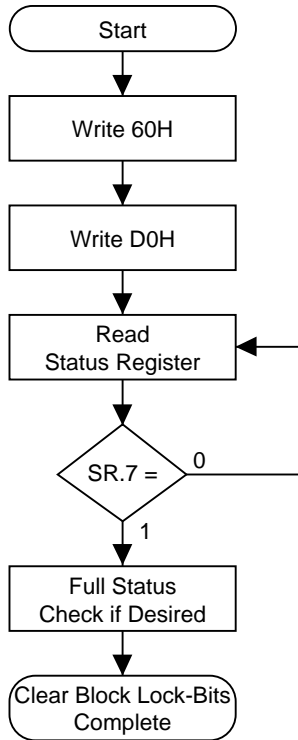 Start
Write 60H
Write D0H
Read
Status Register
SR.7 =
0
1
Full Status
Check if Desired
Clear Block Lock-Bits
Complete